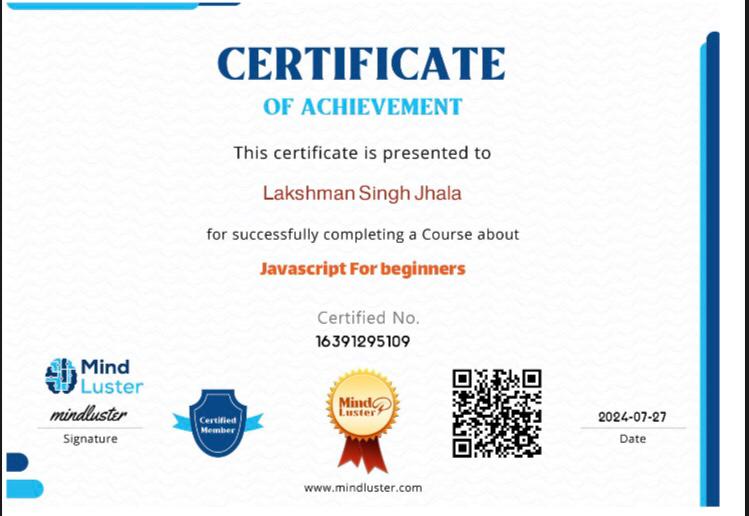 CERTIFICATE
OF ACHIEVEMENT
This certificate is presented to
Lakshman Singh Jhala
for successfully completing a Course about
Javascript For beginners
Certified No.
16391295109
Mind
Luster
mindluster
Signature
Certified
Member
Mind
Luster
2024-07-27
Date
www.mindluster.com